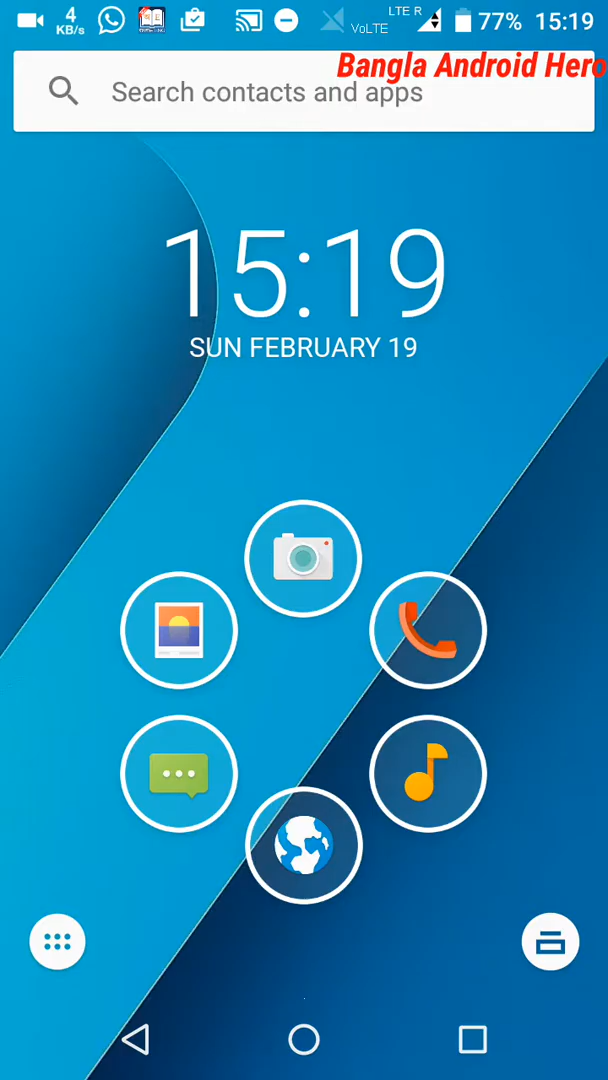 4
KB/s
VoLTE
LTE R
77%
15:19
Bangla Android Hero
Search contacts and apps
15:19
SUN FEBRUARY 19